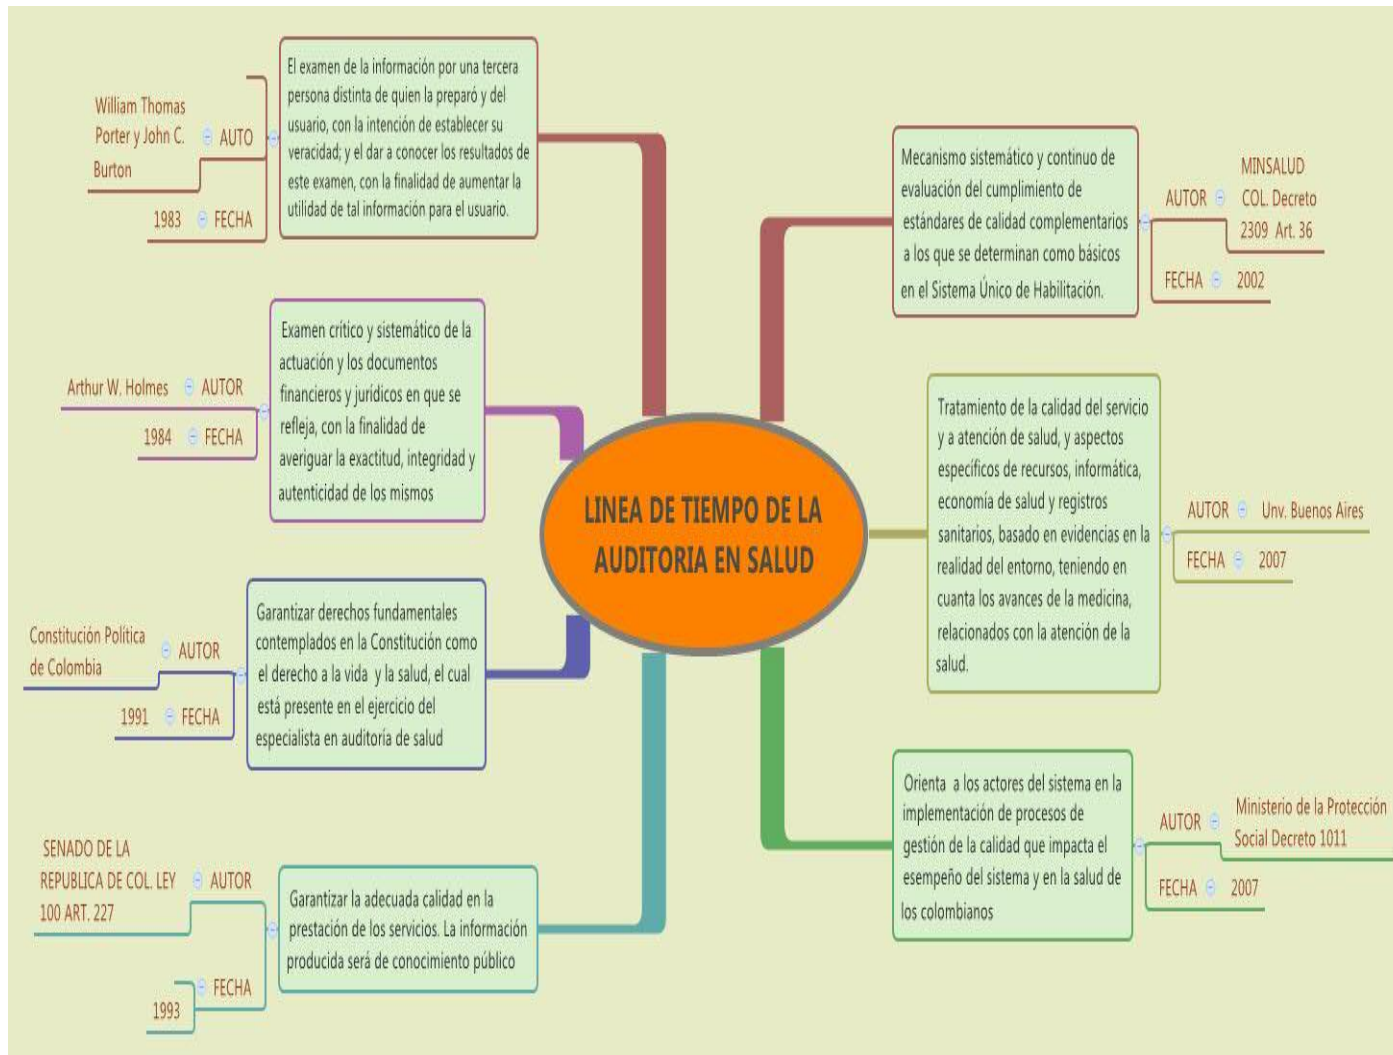 El examen de la información por una tercera
persona distinta de quien la preparó y del
usuario, con la intención de establecer su
veracidad; y el dar a conocer los resultados de
este examen, con la finalidad de aumentar la
utilidad de tal información para el usuario.
William Thomas
Porter y John C.
Burton
AUTO
1983
FECHA
Examen crítico y sistemático de la
actuación y los documentos
financieros y jurídicos en que se
refleja, con la finalidad de
averiguar la exactitud, integridad y
autenticidad de los mismos
Arthur W. Holmes
AUTOR
1984
FECHA
Garantizar derechos fundamentales
contemplados en la Constitución como
el derecho a la vida y la salud, el cual
está presente en el ejercicio del
especialista en auditoría de salud
Constitución Política
de Colombia
AUTOR
1991
FECHA
Garantizar la adecuada calidad en la
prestación de los servicios. La información
producida será de conocimiento público
SENADO DE LA
REPUBLICA DE COL. LEY
100 ART. 227
AUTOR
FECHA
1993
LINEA DE TIEMPO DE LA
AUDITORIA EN SALUD
Mecanismo sistemático y continuo de
evaluación del cumplimiento de
estándares de calidad complementarios
a los que se determinan como básicos
en el Sistema Único de Habilitación.
AUTOR
MINSALUD
COL. Decreto
2309 Art. 36
FECHA
2002
Tratamiento de la calidad del servicio
y a atención de salud, y aspectos
específicos de recursos, informática,
economía de salud y registros
sanitarios, basado en evidencias en la
realidad del entorno, teniendo en
cuanta los avances de la medicina,
relacionados con la atención de la
salud.
AUTOR
Unv. Buenos Aires
FECHA
2007
Orienta a los actores del sistema en la
implementación de procesos de
gestión de la calidad que impacta el
esempeño del sistema y en la salud de
los colombianos
AUTOR
Ministerio de la Protección
Social Decreto 1011
FECHA
2007